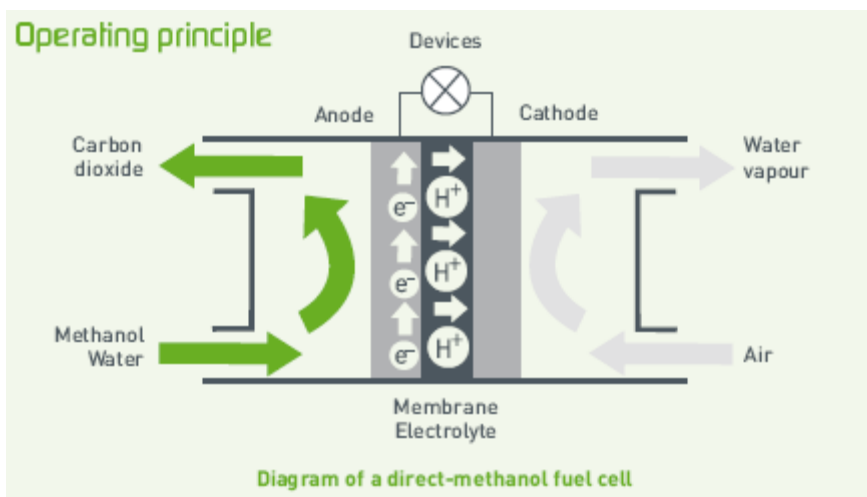 Operating principle
Devices
Anode
Cathode
Carbon
dioxide
Water
vapour
H⁺
e⁻
H⁺
e⁻
H⁺
e⁻
Methanol
Water
Air
Membrane
Electrolyte
Diagram of a direct-methanol fuel cell